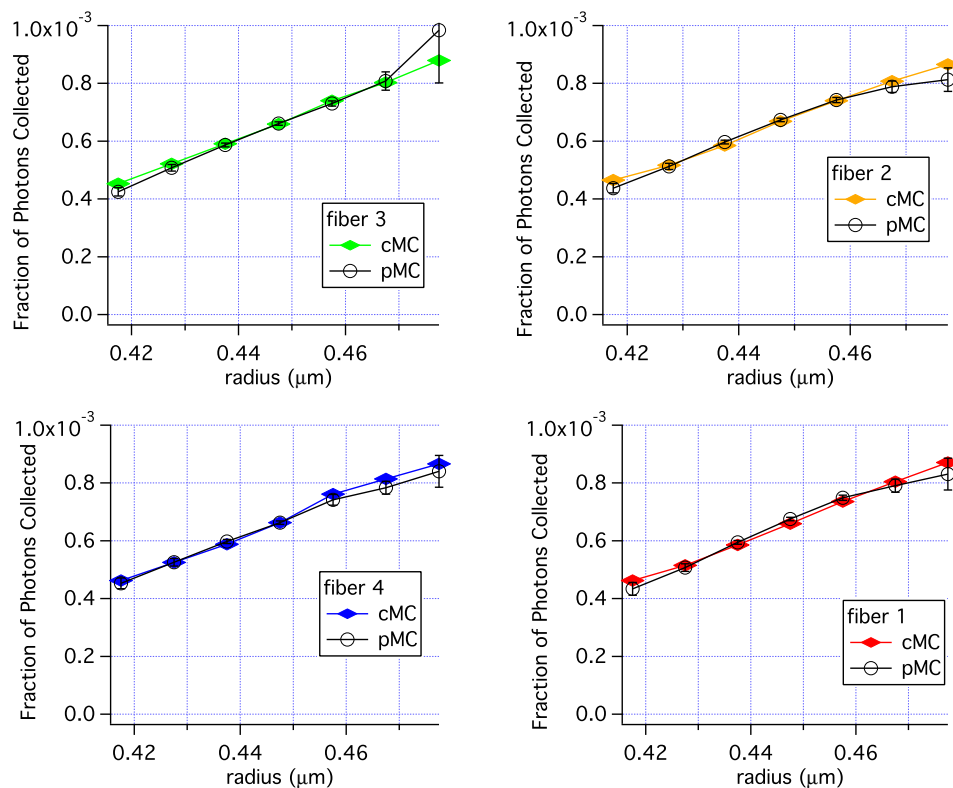 1.0x10-3
0.8
0.6
0.4
0.2
0.0
Fraction of Photons Collected
0.42
0.44
0.46
radius (μm)
fiber 3
cMC
pMC
1.0x10-3
0.8
0.6
0.4
0.2
0.0
Fraction of Photons Collected
0.42
0.44
0.46
radius (μm)
fiber 2
cMC
pMC
1.0x10-3
0.8
0.6
0.4
0.2
0.0
Fraction of Photons Collected
0.42
0.44
0.46
radius (μm)
fiber 4
cMC
pMC
1.0x10-3
0.8
0.6
0.4
0.2
0.0
Fraction of Photons Collected
0.42
0.44
0.46
radius (μm)
fiber 1
cMC
pMC